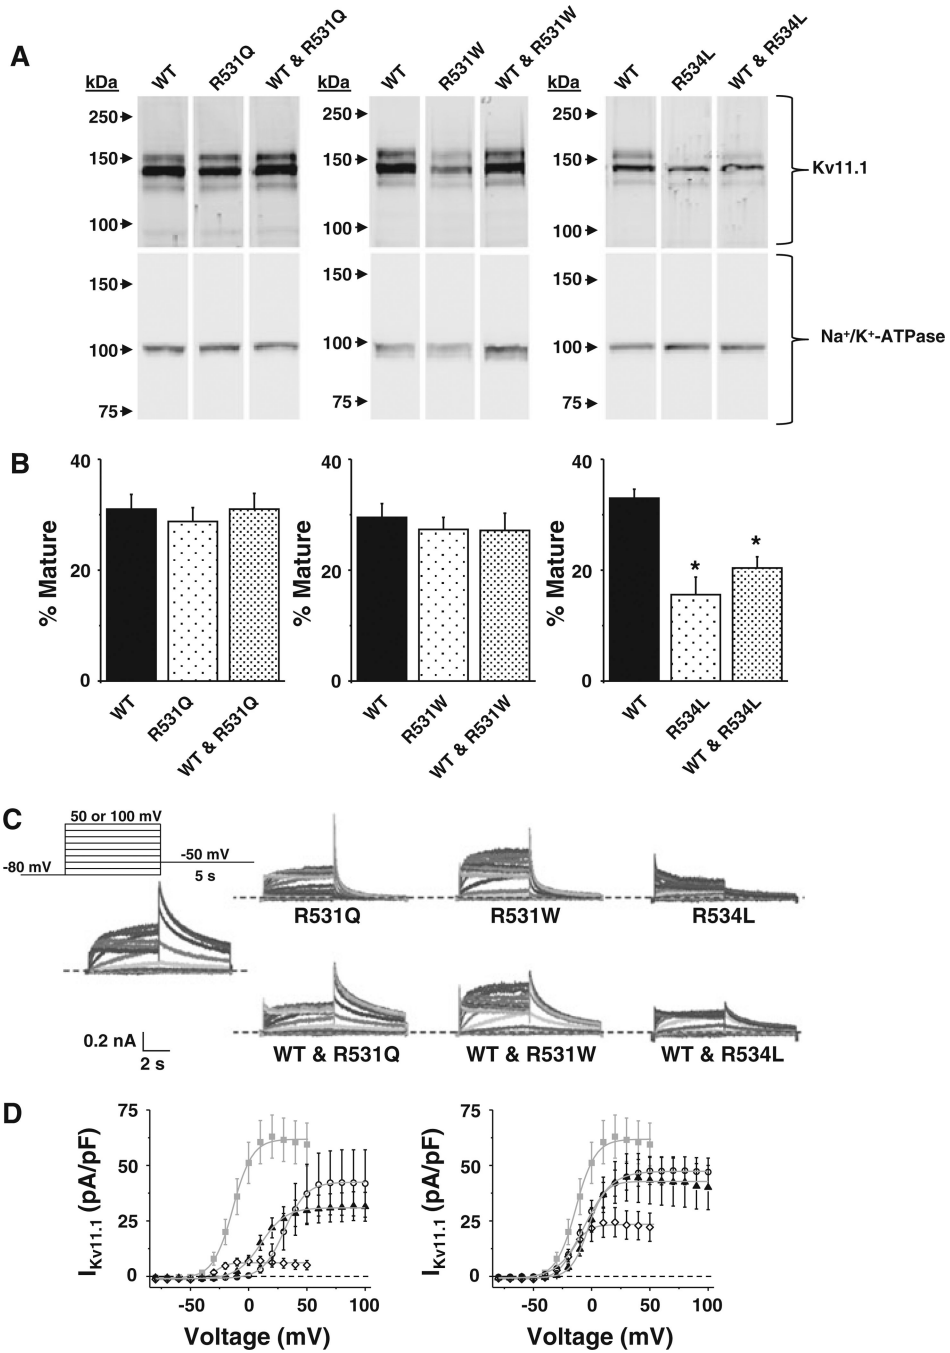 A
kDa
WT
R531Q
WT & R531Q
250
150
100
150
100
75
kDa
WT
R531W
WT & R531W
250
150
100
150
100
75
kDa
WT
R534L
WT & R534L
250
150
100
150
100
75
Kv11.1
Na+/K+-ATPase
B
% Mature
40
20
0
WT
R531Q
WT & R531Q
% Mature
40
20
0
WT
R531W
WT & R531W
% Mature
40
20
0
*
*
WT
R534L
WT & R534L
C
50 or 100 mV
-80 mV
-50 mV
5 s
0.2 nA
2 s
R531Q
R531W
R534L
WT & R531Q
WT & R531W
WT & R534L
D
IKv11.1 (pA/pF)
75
50
25
0
-50 0 50 100
Voltage (mV)
IKv11.1 (pA/pF)
75
50
25
0
-50 0 50 100
Voltage (mV)